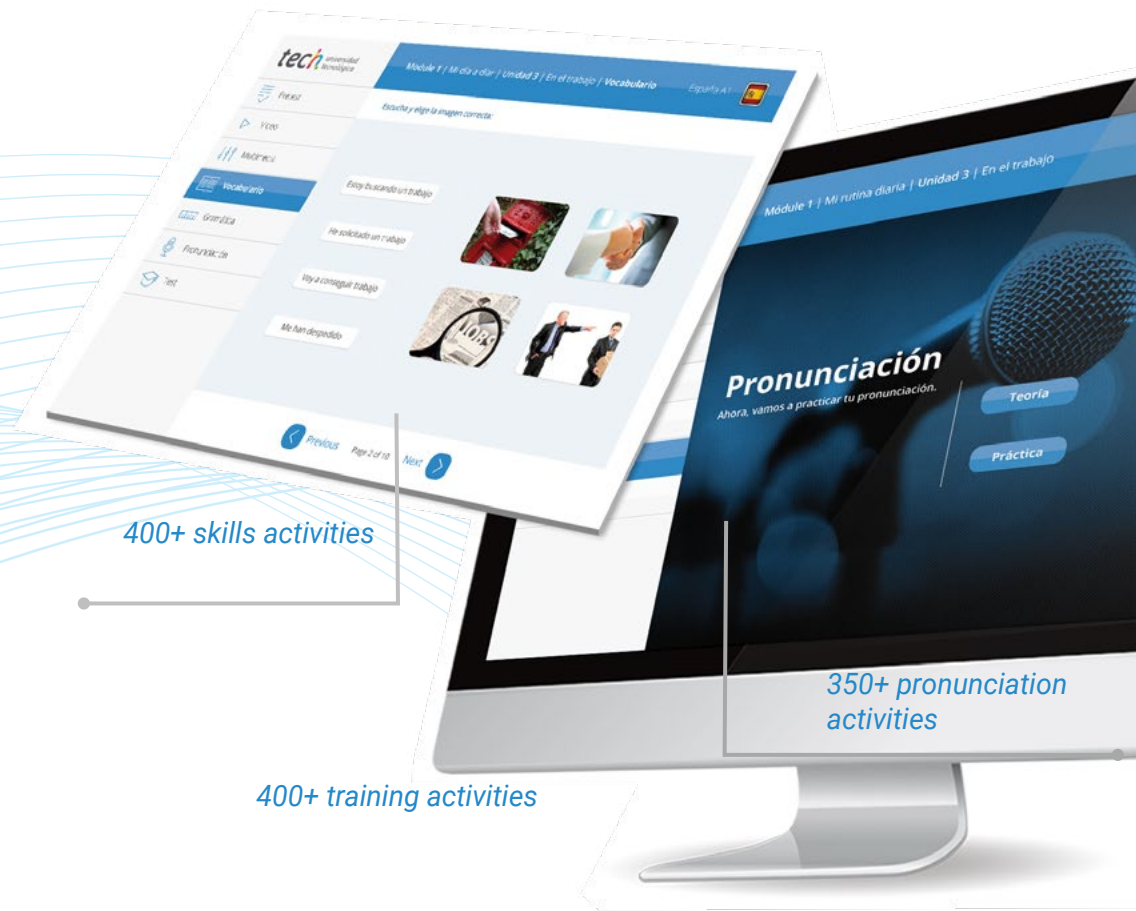 tech universidad
tecnológica
Module 1 | Mi día a diar | Unidad 3 | En el trabajo | Vocabulario
España A1
Escucha y elige la imagen correcta:
Pretest
Vídeo
Vocabulario
Gramática
Pronunciación
Test
Estoy buscando un trabajo
He solicitado un trabajo
Voy a conseguir trabajo
Me han despedido
JOBS
Previous
Page 2 of 10
Next
Módule 1 | Mi rutina diaria | Unidad 3 | En el trabajo
Pronunciación
Ahora, vamos a practicar tu pronunciación.
Teoría
Práctica
400+ skills activities
350+ pronunciation
activities
400+ training activities